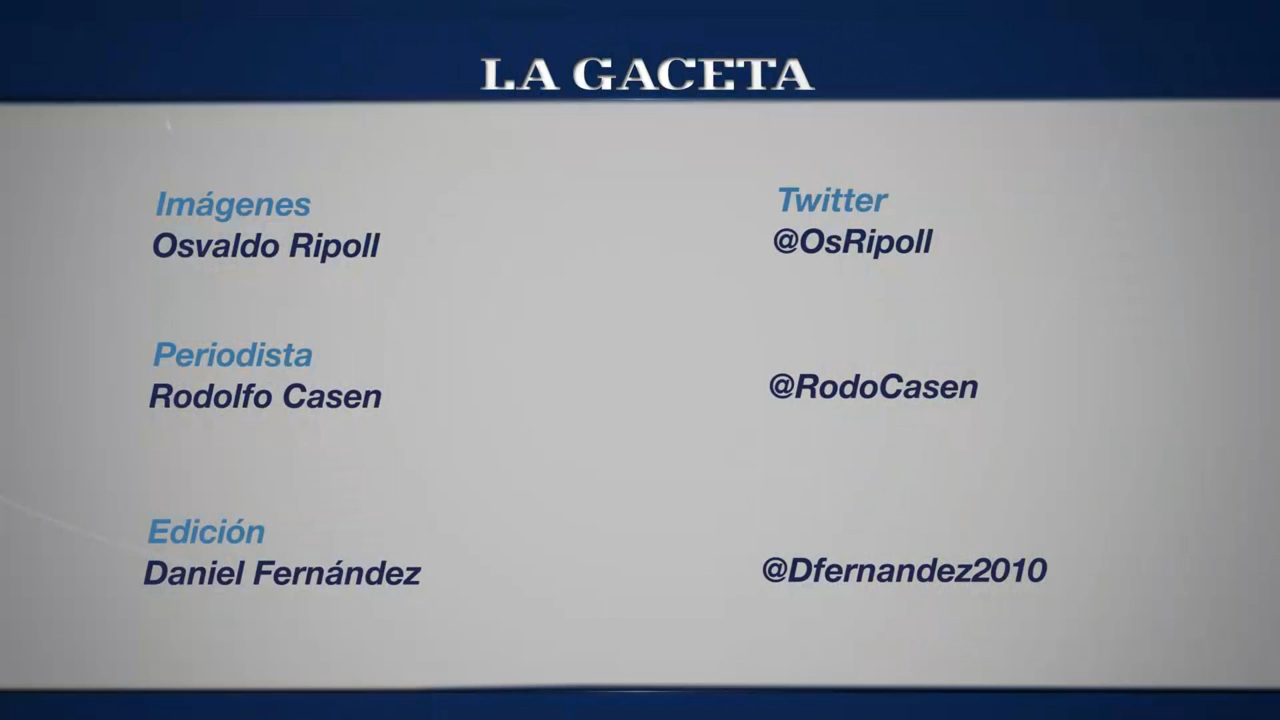 LA GACETA
Imágenes
Osvaldo Ripoll
Twitter
@OsRipoll
Periodista
Rodolfo Casen
@RodoCasen
Edición
Daniel Fernández
@Dfernandez2010